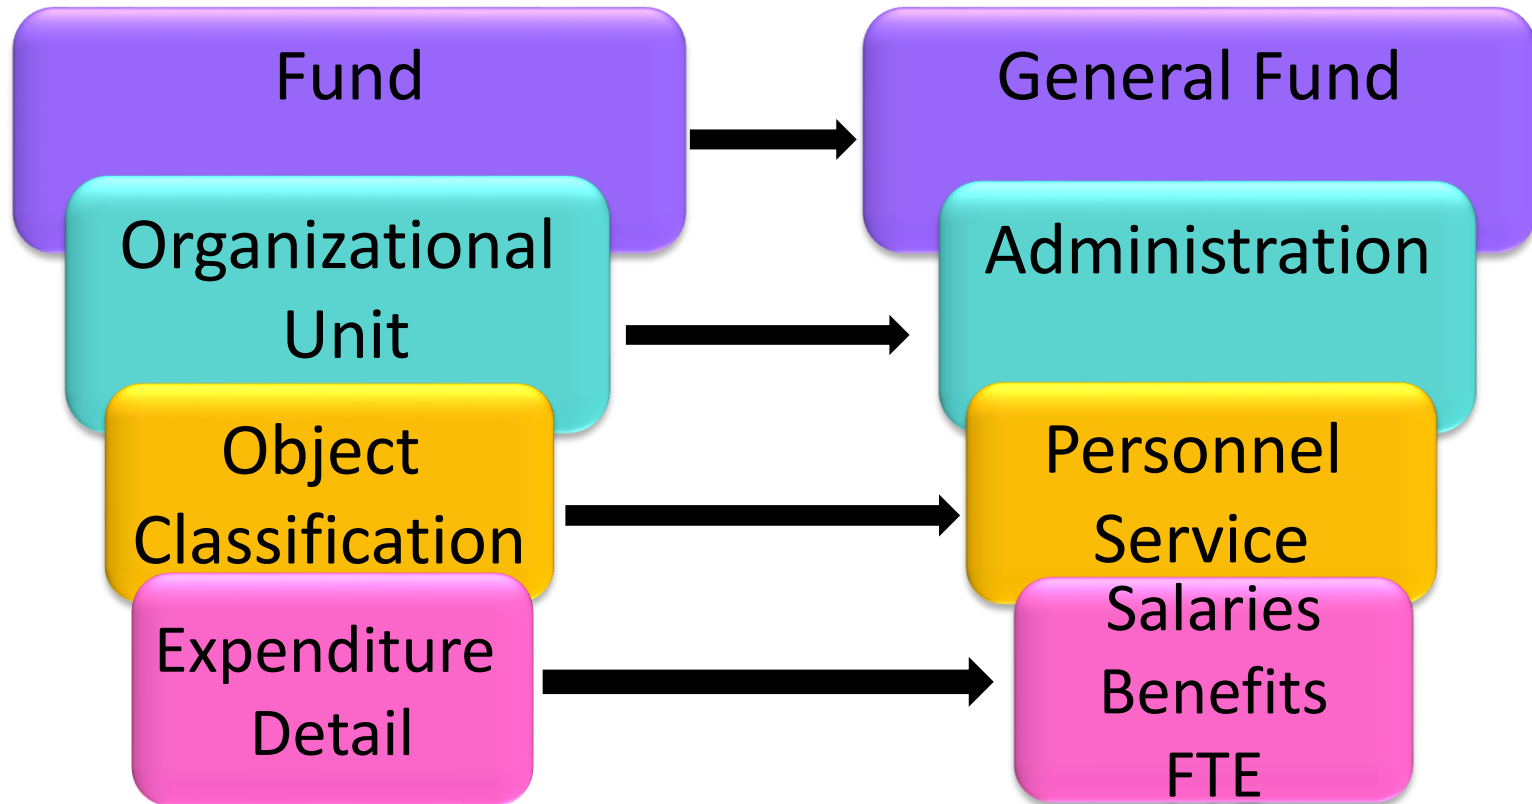 Fund
General Fund
Organizational
Unit
Administration
Object
Classification
Personnel
Service
Expenditure
Detail
Salaries
Benefits
FTE